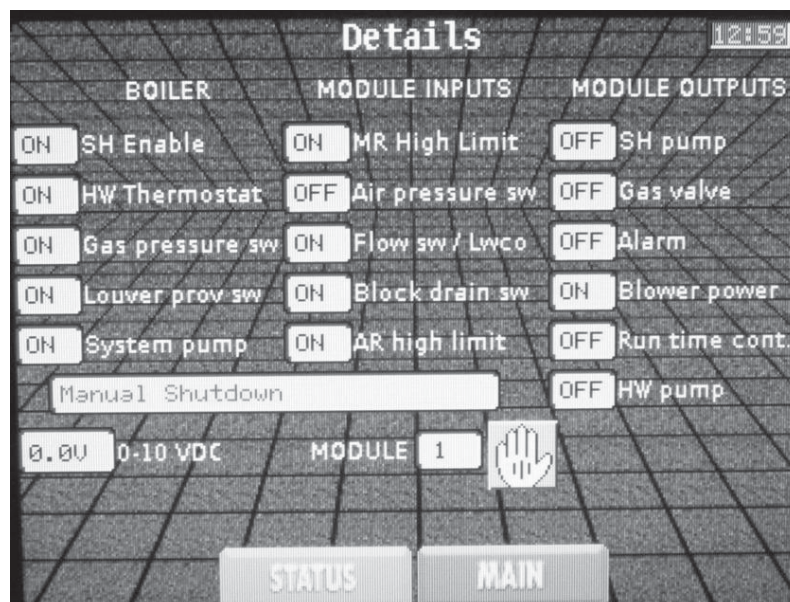 Details 12:59
BOILER MODULE INPUTS MODULE OUTPUTS
ON SH Enable ON MR High Limit OFF SH pump
ON HW Thermostat OFF Air pressure sw OFF Gas valve
ON Gas pressure sw ON Flow sw / Lwco OFF Alarm
ON Louver prov sw ON Block drain sw ON Blower power
ON System pump ON AR high limit OFF Run time cont.
Manual Shutdown OFF HW pump
0.0V 0-10 VDC MODULE 1
STATUS MAIN